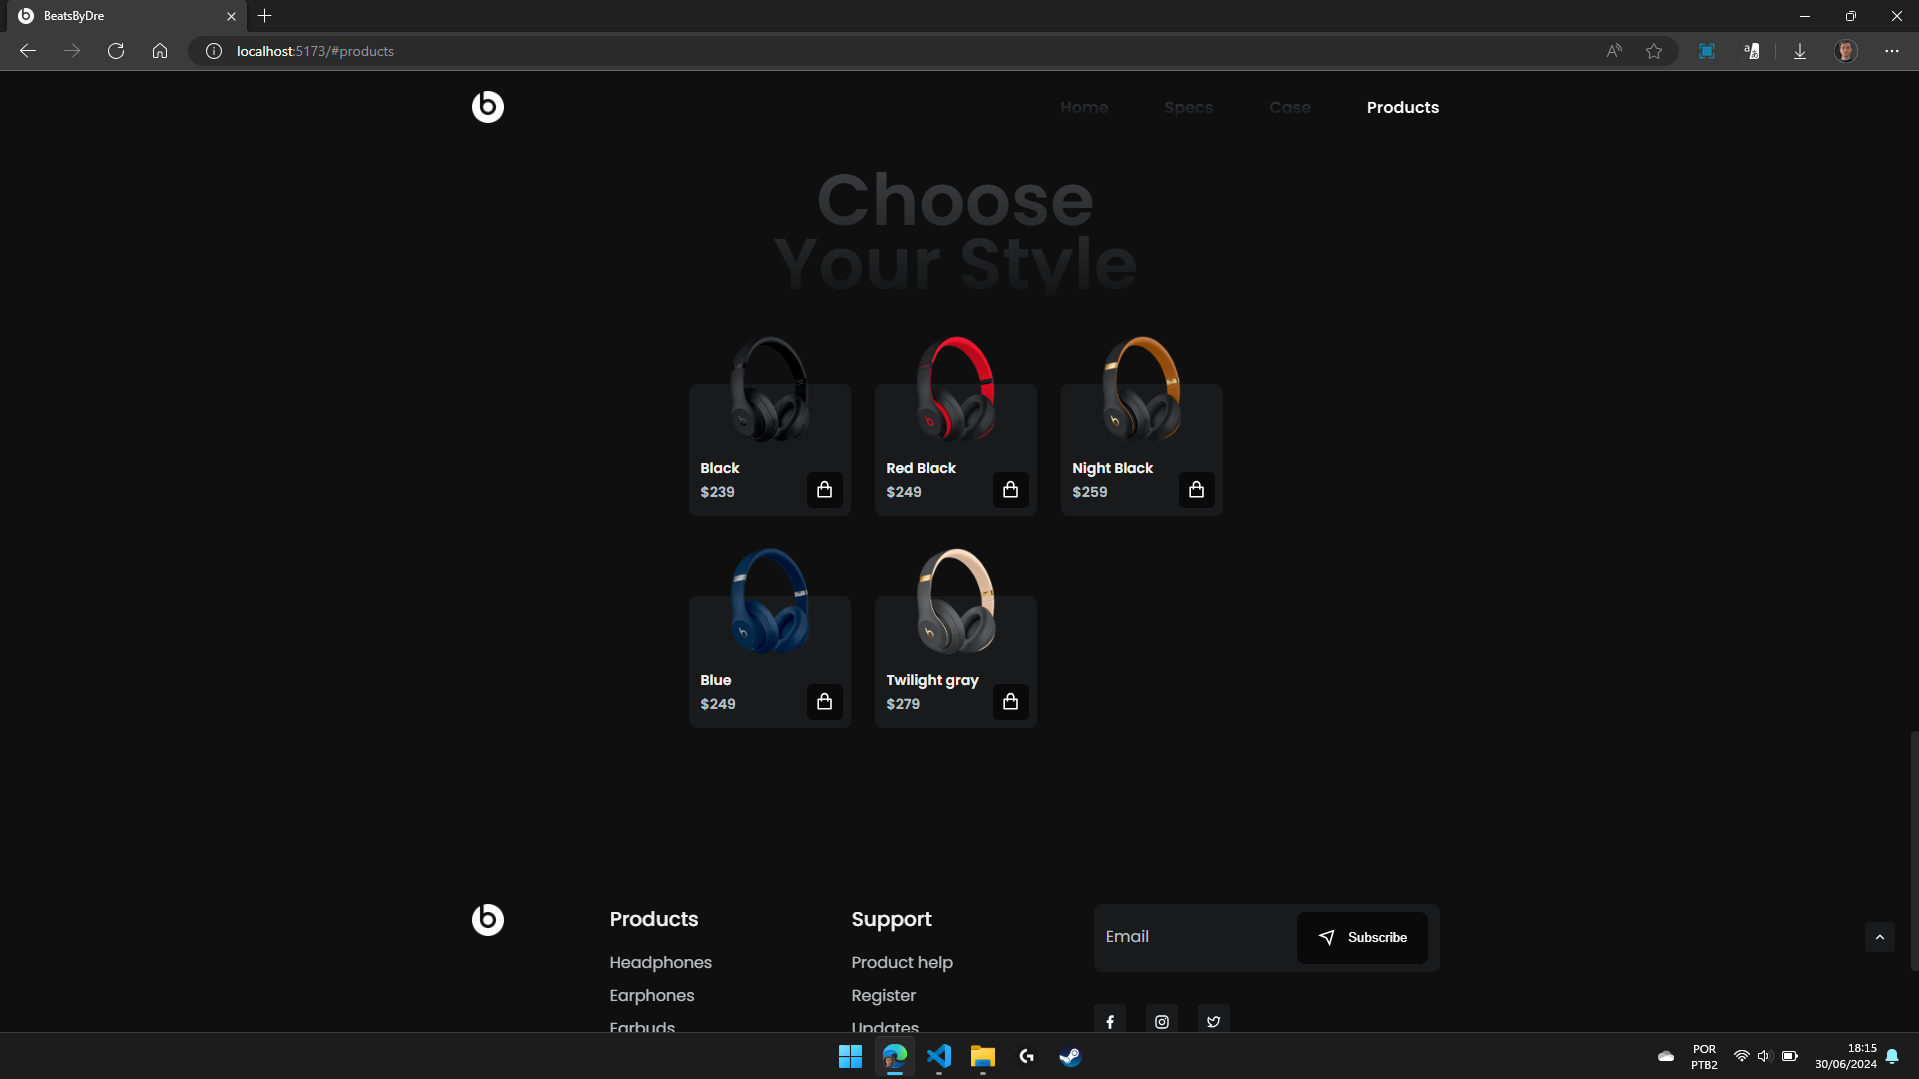 BeatsByDre
localhost:5173/#products
Home Specs Case Products
Choose
Your Style
Black
$239
Red Black
$249
Night Black
$259
Blue
$249
Twilight gray
$279
Products
Headphones
Earphones
Earbuds
Support
Product help
Register
Updates
Email
Subscribe
POR
PTB2
18:15
30/06/2024